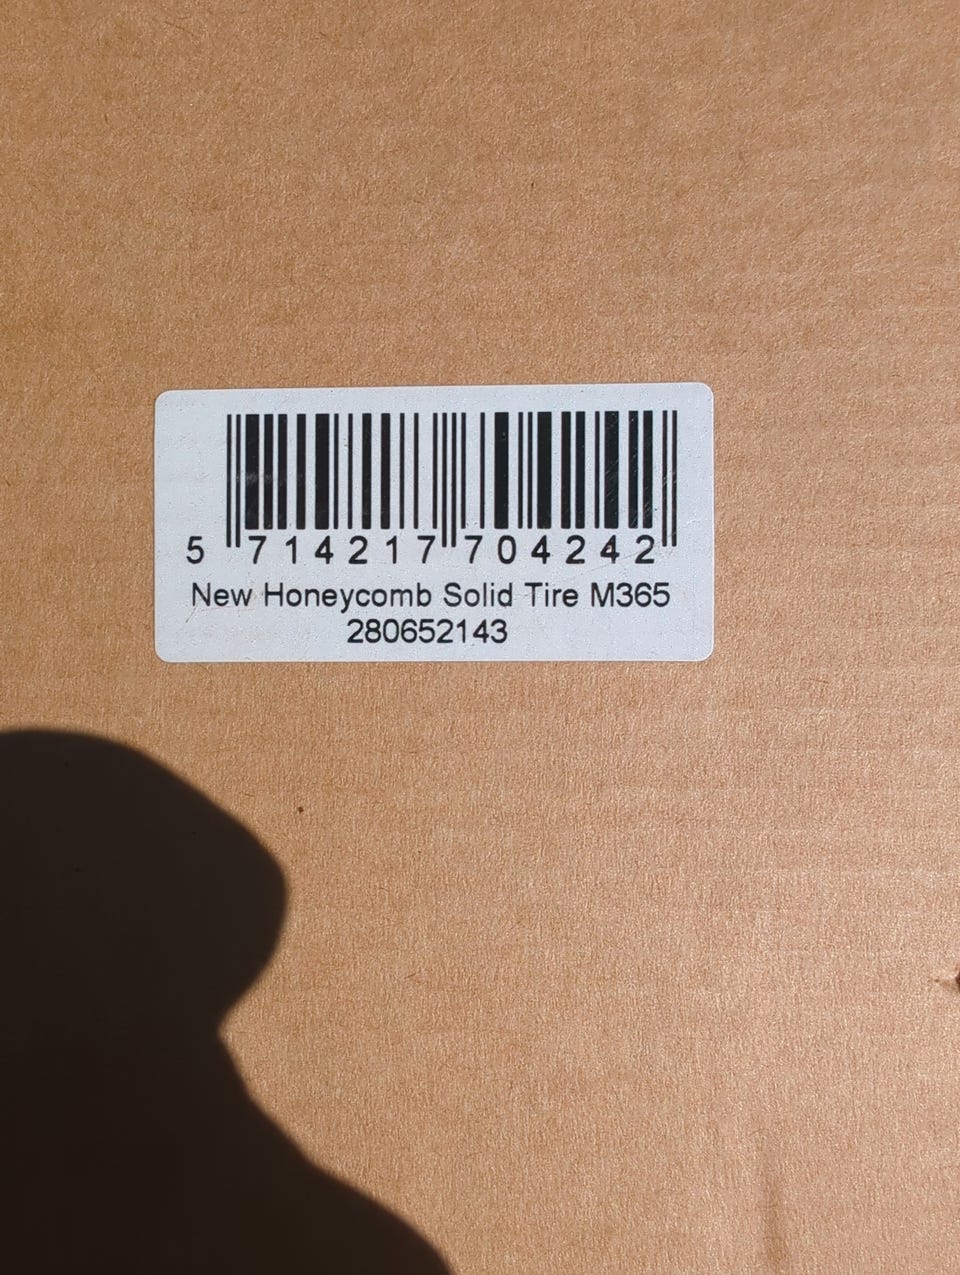 5 714217 704242
New Honeycomb Solid Tire M365
280652143